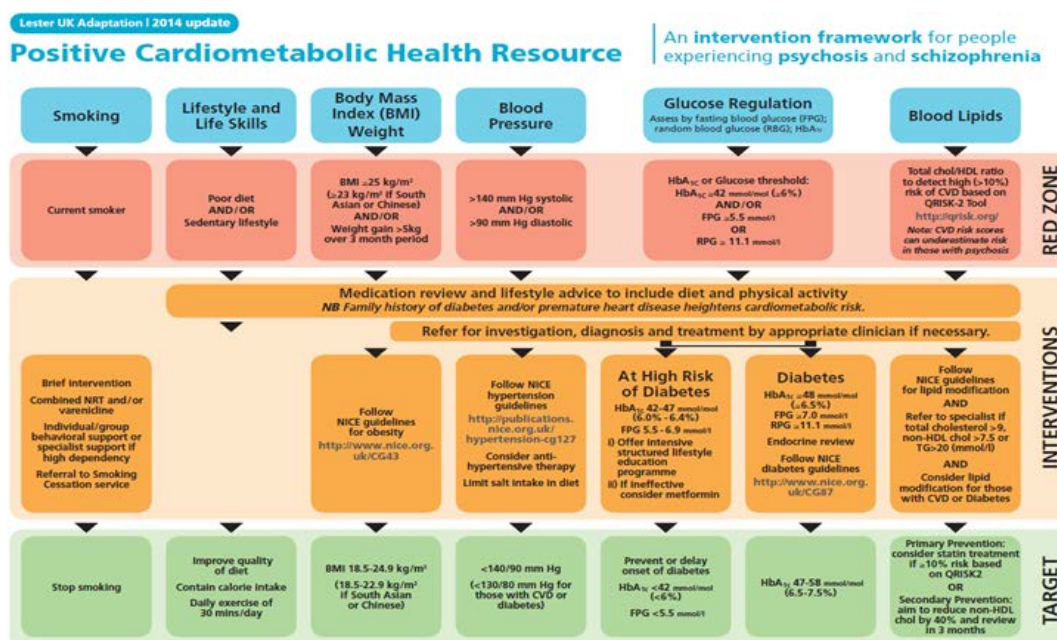 Lester UK Adaptation | 2014 update
Positive Cardiometabolic Health Resource
An intervention framework for people
experiencing psychosis and schizophrenia
Smoking
Lifestyle and
Life Skills
Body Mass
Index (BMI)
Weight
Blood
Pressure
Glucose Regulation
Assess by fasting blood glucose (FPG);
random blood glucose (RBG); HbA1c
Blood Lipids
Current smoker
Poor diet
AND/OR
Sedentary lifestyle
BMI ≥25 kg/m²
(≥23 kg/m² if South
Asian or Chinese)
AND/OR
Weight gain >5kg
over 3 month period
>140 mm Hg systolic
AND/OR
>90 mm Hg diastolic
HbA1C or Glucose threshold:
HbA1C ≥42 mmol/mol (≥6%)
AND/OR
FPG ≥5.5 mmol/l
OR
RPG ≥ 11.1 mmol/l
Total chol/HDL ratio
to detect high (>10%)
risk of CVD based on
QRISK-2 Tool
http://qrisk.org/
Note: CVD risk scores
can underestimate risk
in those with psychosis
RED ZONE
Medication review and lifestyle advice to include diet and physical activity
NB Family history of diabetes and/or premature heart disease heightens cardiometabolic risk.
Refer for investigation, diagnosis and treatment by appropriate clinician if necessary.
Brief intervention
Combined NRT and/or
varenicline
Individual/group
behavioral support or
specialist support if
high dependency
Referral to Smoking
Cessation service
Follow
NICE guidelines
for obesity
http://www.nice.org.
uk/CG43
Follow NICE
hypertension
guidelines
http://publications.
nice.org.uk/
hypertension-cg127
Consider anti-
hypertensive therapy
Limit salt intake in diet
At High Risk
of Diabetes
HbA1C 42-47 mmol/mol
(6.0% -6.4%)
FPG 5.5 -6.9 mmol/l
i) Offer intensive
structured lifestyle
education
programme
ii) If ineffective
consider metformin
Diabetes
HbA1C ≥48 mmol/mol
(≥6.5%)
FPG ≥7.0 mmol/l
RPG ≥11.1 mmol/l
Endocrine review
Follow NICE
diabetes guidelines
http://www.nice.org.
uk/CG87
Follow
NICE guidelines
for lipid modification
AND
Refer to specialist if
total cholesterol >9,
non-HDL chol >7.5 or
TG>20 (mmol/l)
AND
Consider lipid
modification for those
with CVD or Diabetes
INTERVENTIONS
Stop smoking
Improve quality
of diet
Contain calorie intake
Daily exercise of
30 mins/day
BMI 18.5-24.9 kg/m²
(18.5-22.9 kg/m²
if South Asian
or Chinese)
<140/90 mm Hg
(<130/80 mm Hg for
those with CVD or
diabetes)
Prevent or delay
onset of diabetes
HbA1C <42 mmol/mol
(<6%)
FPG <5.5 mmol/l
HbA1C 47-58 mmol/mol
(6.5-7.5%)
Primary Prevention:
consider statin treatment
if ≥10% risk based
on QRISK2
OR
Secondary Prevention:
aim to reduce non-HDL
chol by 40% and review
in 3 months
TARGET